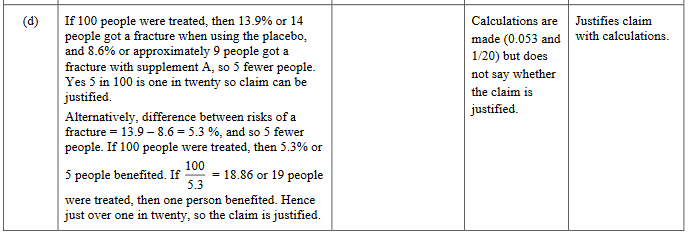 (d)
If 100 people were treated, then 13.9% or 14
people got a fracture when using the placebo,
and 8.6% or approximately 9 people got a
fracture with supplement A, so 5 fewer people.
Yes 5 in 100 is one in twenty so claim can be
justified.
Alternatively, difference between risks of a
fracture = 13.9 – 8.6 = 5.3 %, and so 5 fewer
people. If 100 people were treated, then 5.3% or
5 people benefited. If 100/5.3 = 18.86 or 19 people
were treated, then one person benefited. Hence
just over one in twenty, so the claim is justified.
Calculations are
made (0.053 and
1/20) but does
not say whether
the claim is
justified.
Justifies claim
with calculations.